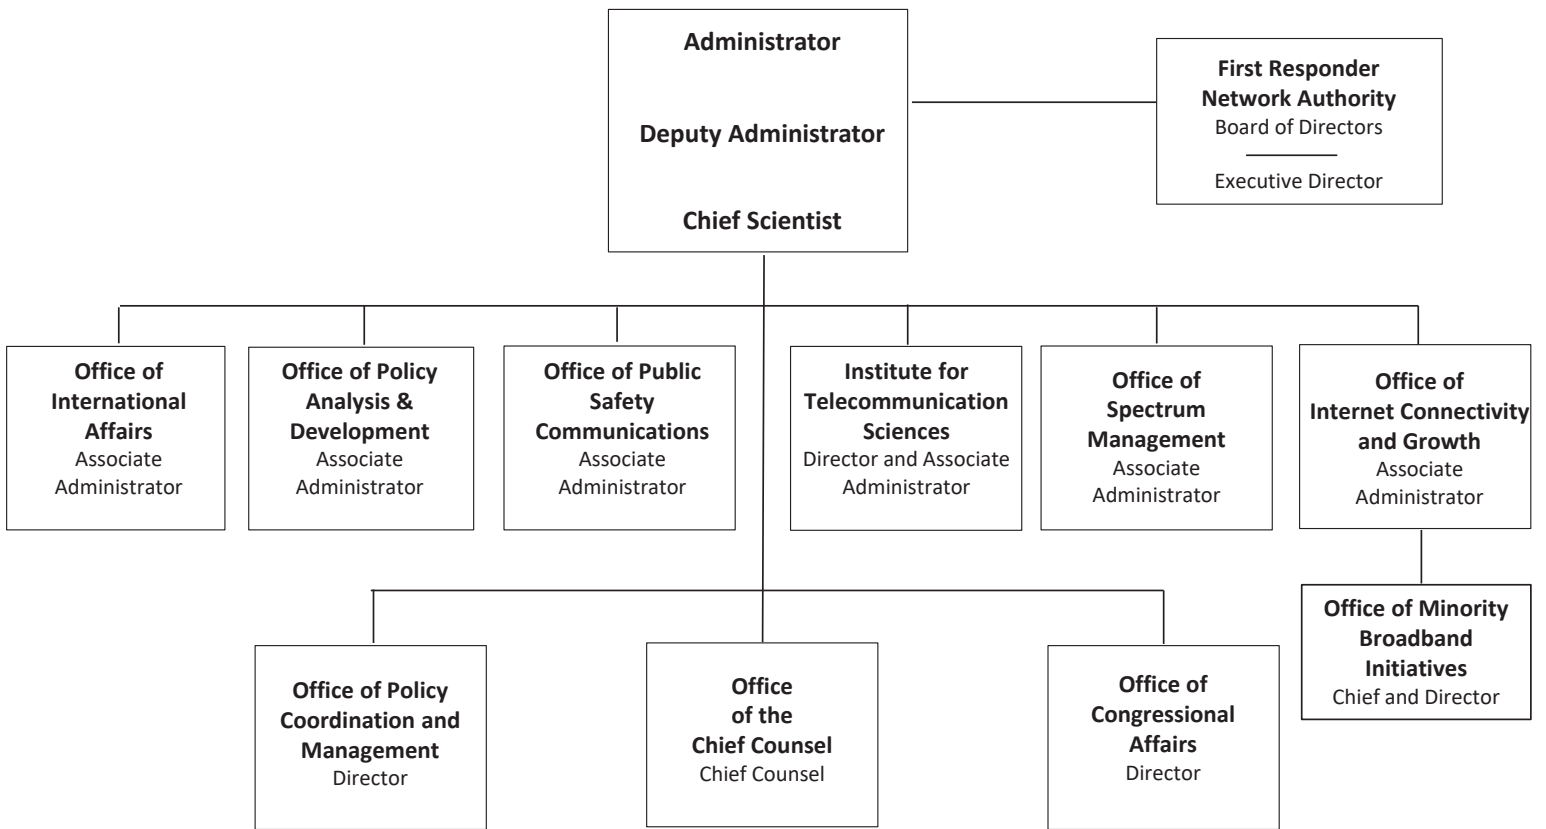 Administrator
Deputy Administrator
Chief Scientist
First Responder
Network Authority
Board of Directors
Executive Director
Office of
International
Affairs
Associate
Administrator
Office of Policy
Analysis &
Development
Associate
Administrator
Office of Public
Safety
Communications
Associate
Administrator
Institute for
Telecommunication
Sciences
Director and Associate
Administrator
Office of
Spectrum
Management
Associate
Administrator
Office of
Internet Connectivity
and Growth
Associate
Administrator
Office of Minority
Broadband
Initiatives
Chief and Director
Office of Policy
Coordination and
Management
Director
Office
of the
Chief Counsel
Chief Counsel
Office of
Congressional
Affairs
Director